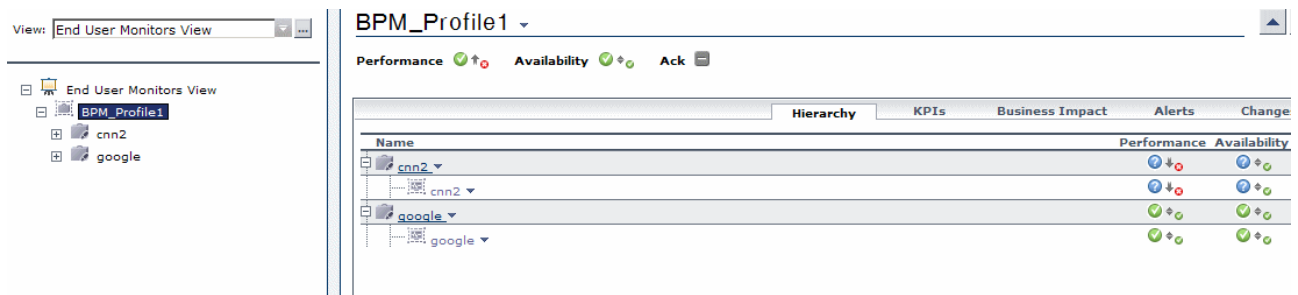 View: End User Monitors View ...
End User Monitors View
BPM_Profile1
cnn2
google
BPM_Profile1
Performance Availability Ack
Hierarchy KPIs Business Impact Alerts Changes
Name Performance Availability
cnn2
cnn2
google
google